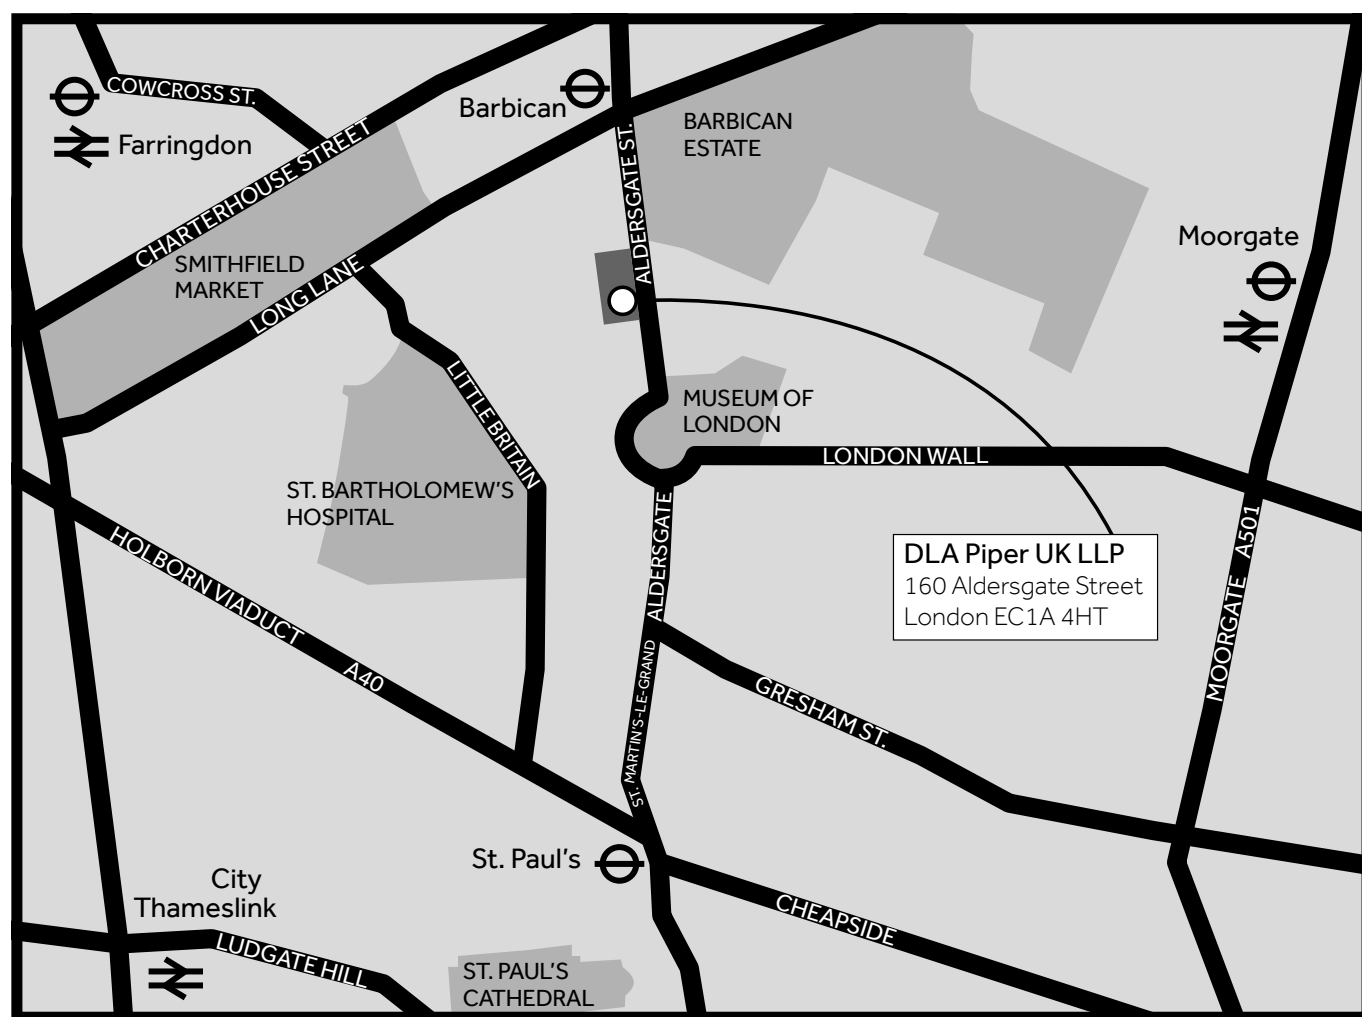 COWCROSS ST.
Farringdon
Barbican
BARBICAN
ESTATE
CHARTERHOUSE STREET
ALDERSGATE ST.
SMITHFIELD
MARKET
LONG LANE
Moorgate
LITTLE BRITAIN
MUSEUM OF
LONDON
LONDON WALL
ST. BARTHOLOMEW'S
HOSPITAL
ALDERSGATE
DLA Piper UK LLP
160 Aldersgate Street
London EC1A 4HT
MOORGATE A501
HOLBORN VIADUCT A40
ST. MARTIN'S-LE-GRAND
GRESHAM ST.
St. Paul's
City
Thameslink
CHEAPSIDE
LUDGATE HILL
ST. PAUL'S
CATHEDRAL